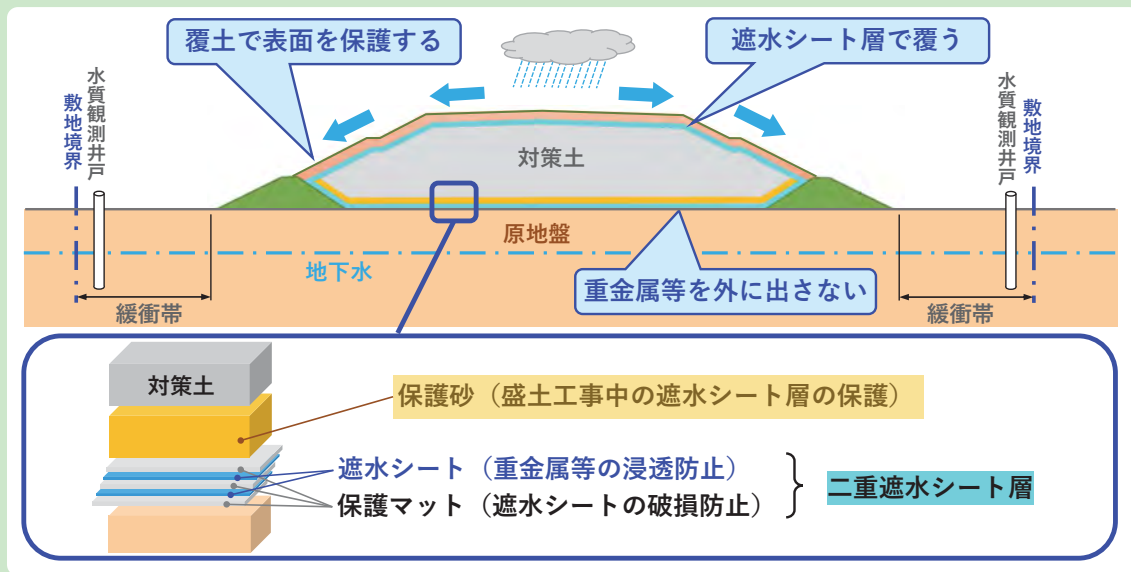 覆土で表面を保護する
遮水シート層で覆う
水質観測井戸
敷地境界
対策土
水質観測井戸
敷地境界
原地盤
地下水
重金属等を外に出さない
緩衝帯
緩衝帯
対策土
保護砂（盛土工事中の遮水シート層の保護）
遮水シート（重金属等の浸透防止）
保護マット（遮水シートの破損防止）
二重遮水シート層